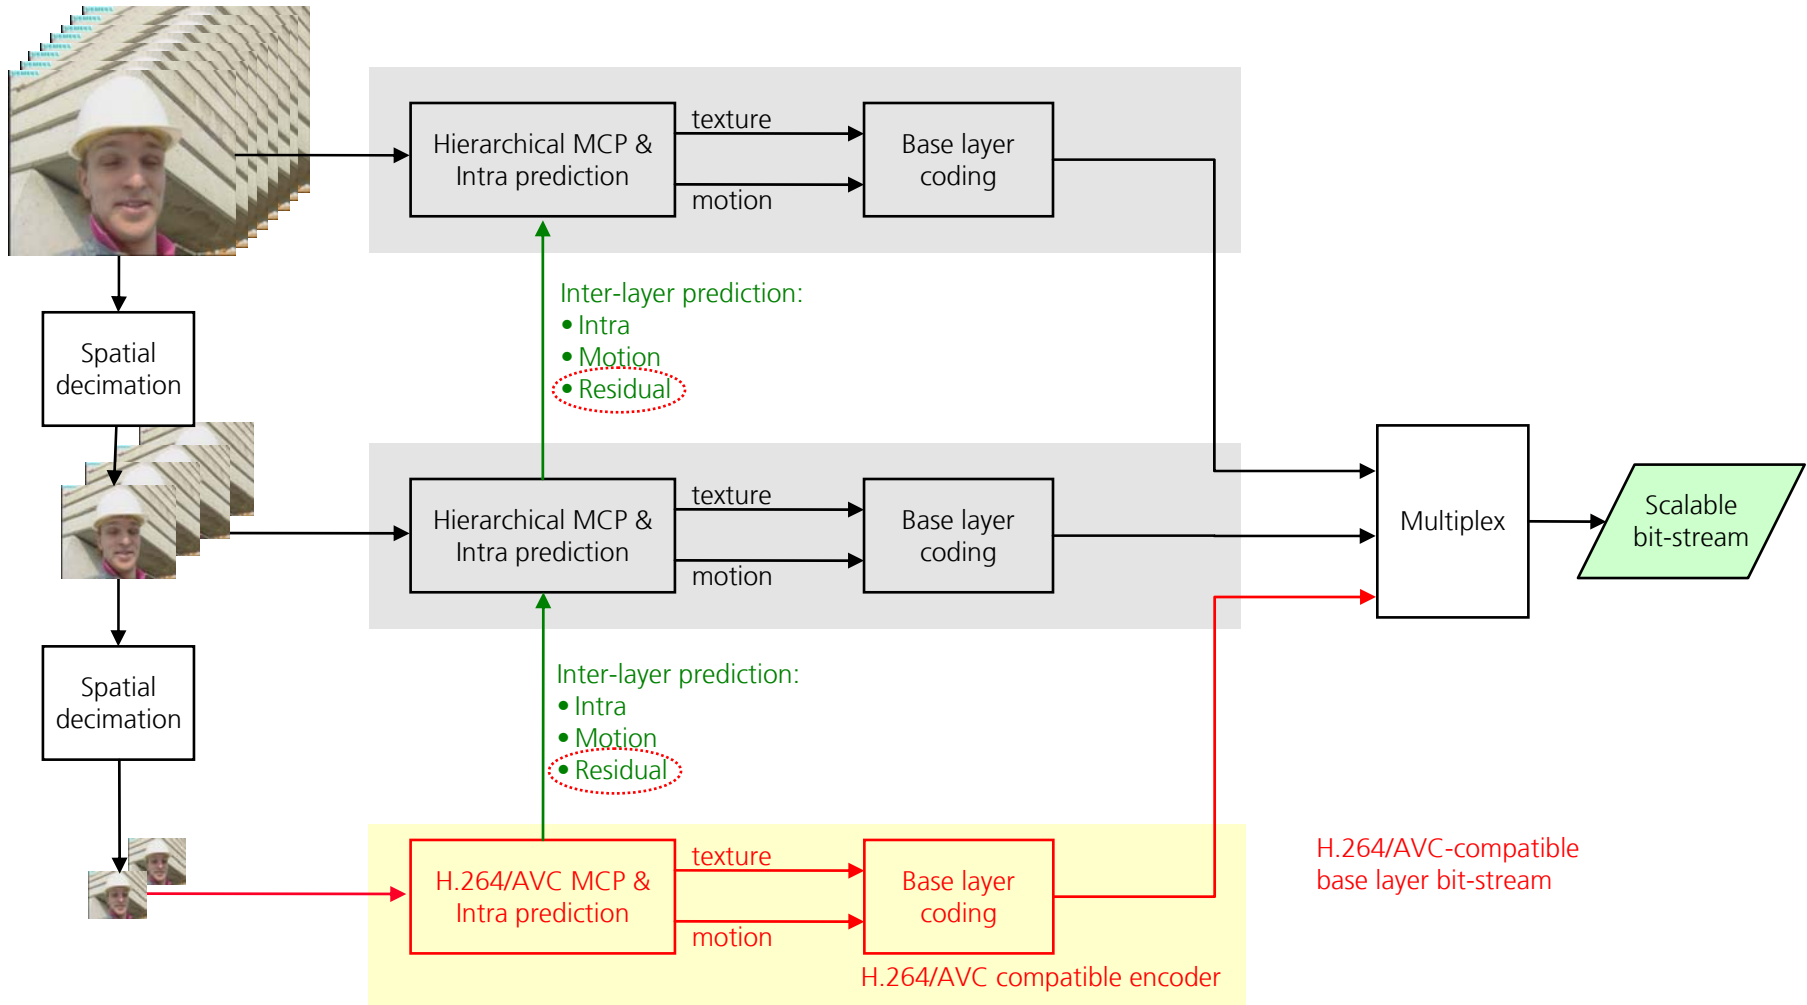 Hierarchical MCP &
Intra prediction
texture
motion
Base layer
coding
Inter-layer prediction:
• Intra
• Motion
• Residual
Spatial
decimation
Hierarchical MCP &
Intra prediction
texture
motion
Base layer
coding
Multiplex
Scalable
bit-stream
Inter-layer prediction:
• Intra
• Motion
• Residual
Spatial
decimation
H.264/AVC MCP &
Intra prediction
texture
motion
Base layer
coding
H.264/AVC compatible encoder
H.264/AVC-compatible
base layer bit-stream